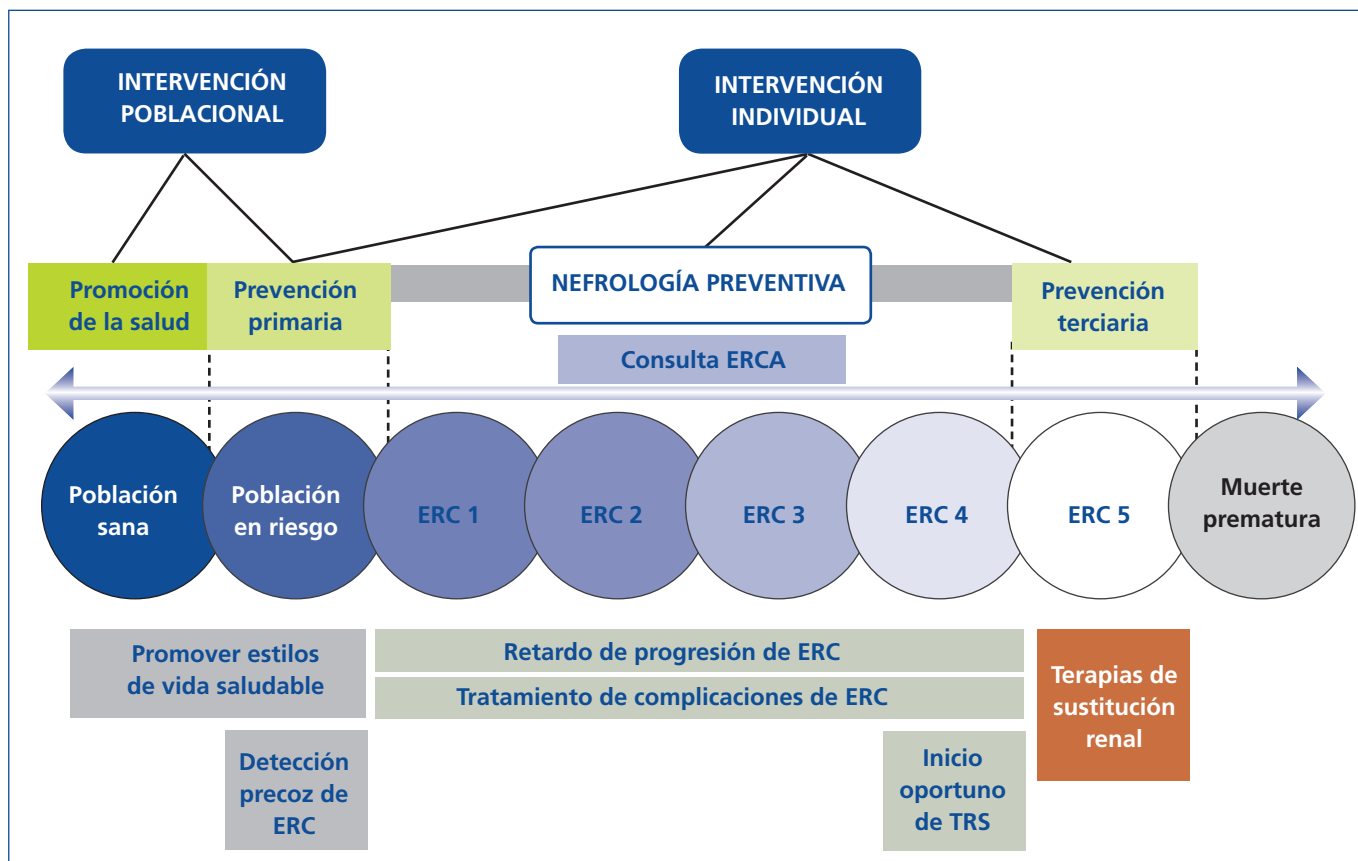 INTERVENCIÓN
POBLACIONAL
INTERVENCIÓN
INDIVIDUAL
Promoción
de la salud
Prevención
primaria
NEFROLOGÍA PREVENTIVA
Prevención
terciaria
Consulta ERCA
Población
sana
Población
en riesgo
ERC 1
ERC 2
ERC 3
ERC 4
ERC 5
Muerte
prematura
Promover estilos
de vida saludable
Retardo de progresión de ERC
Tratamiento de complicaciones de ERC
Terapias de
sustitución
renal
Detección
precoz de
ERC
Inicio
oportuno
de TRS